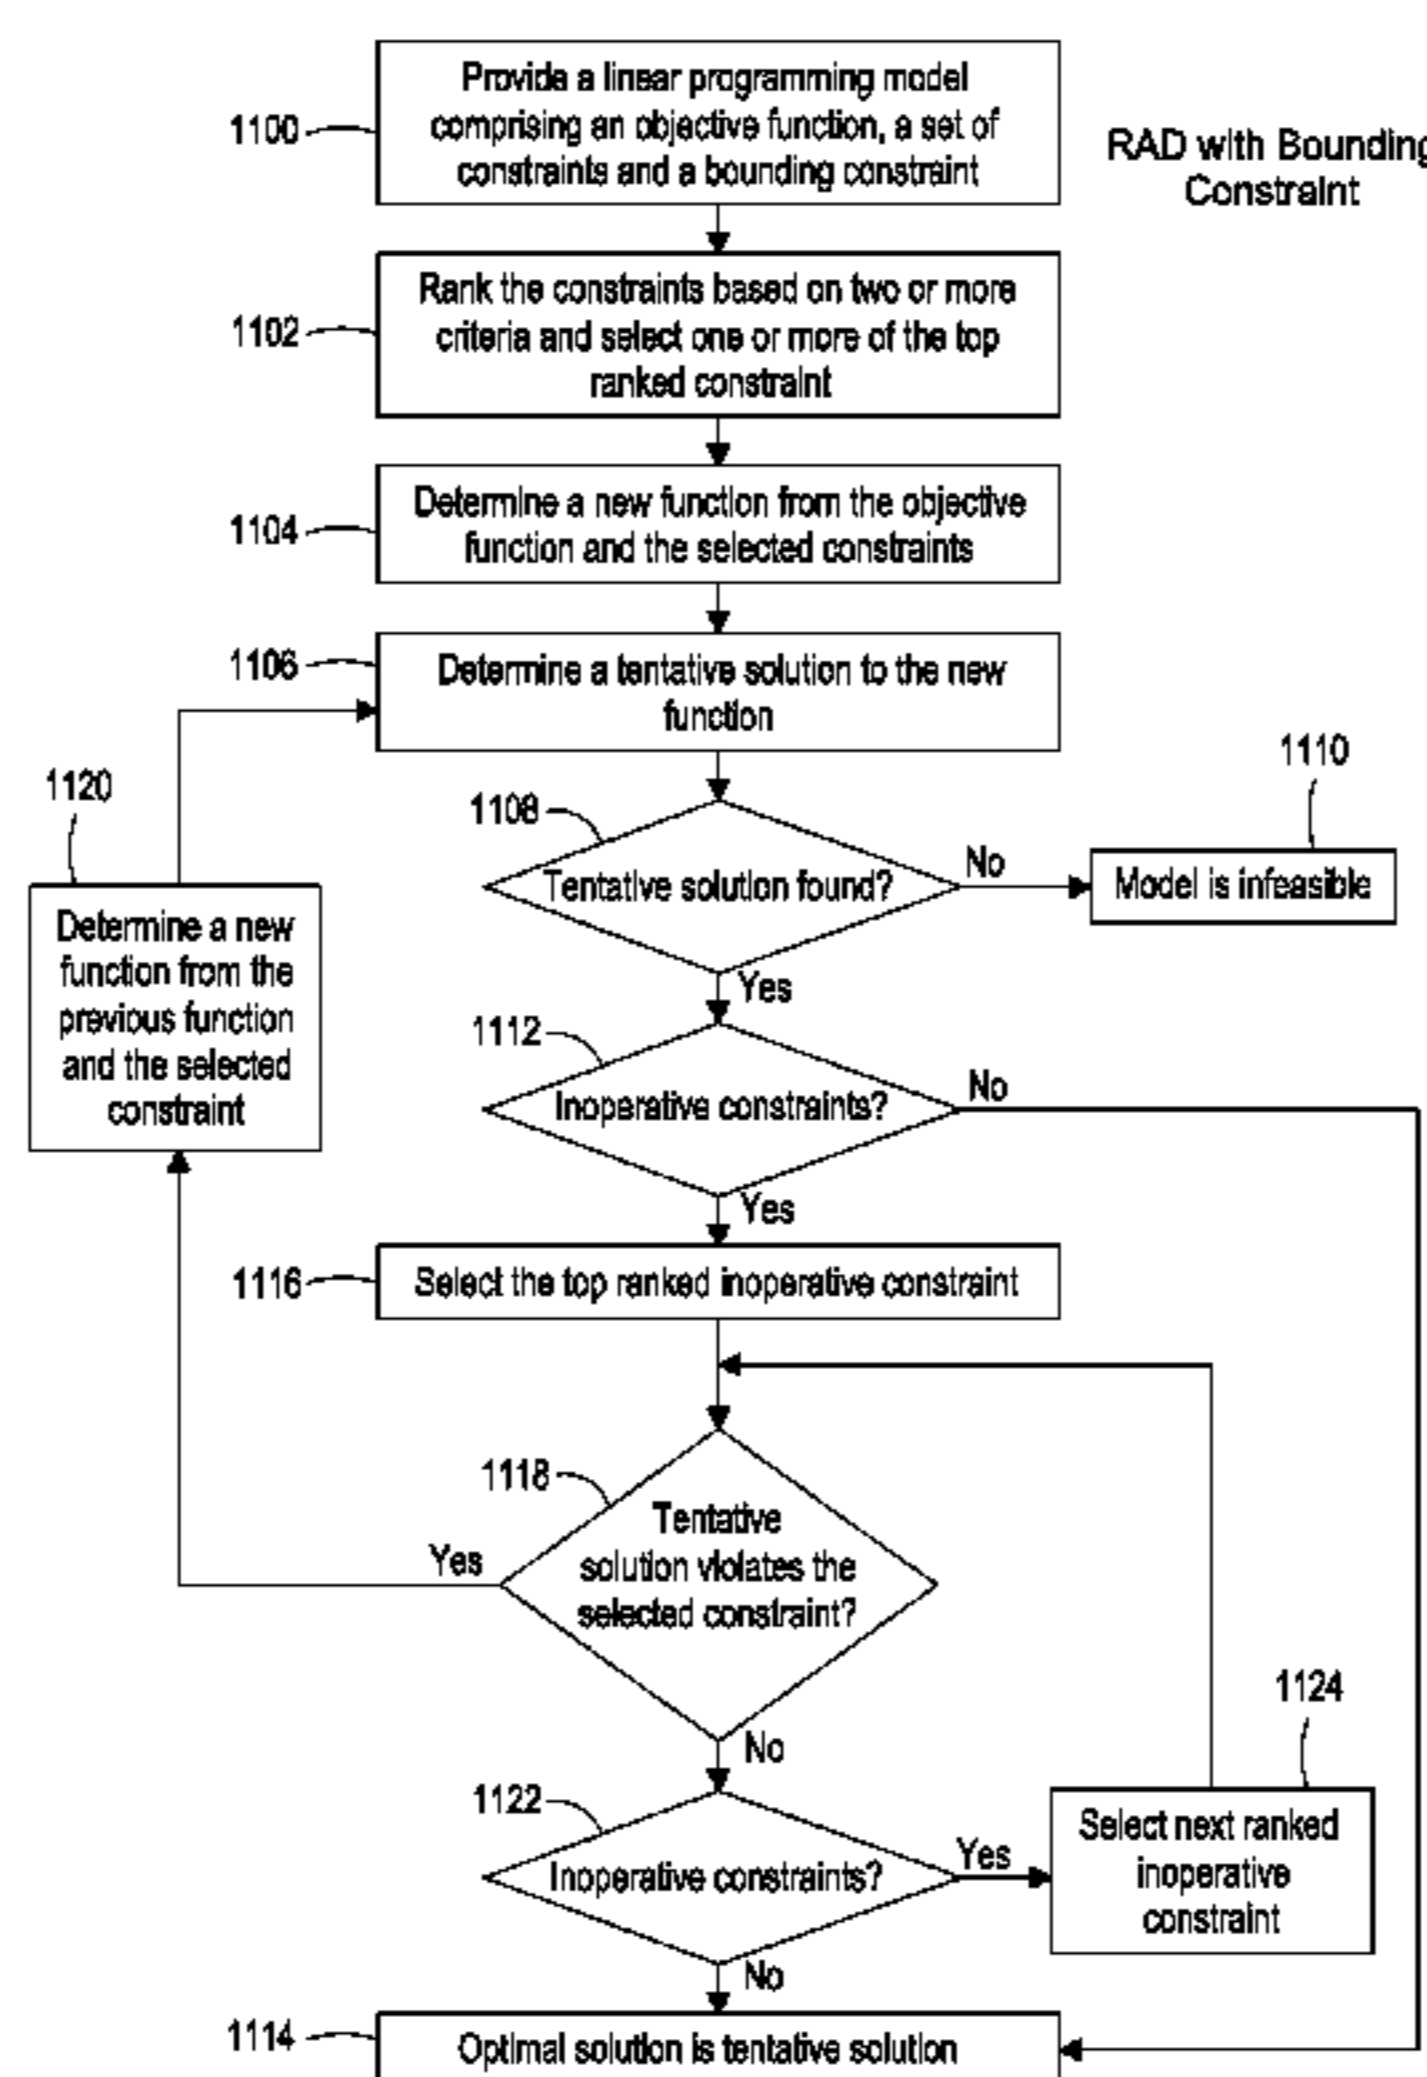 Provide a linear programming model
comprising an objective function, a set of
constraints and a bounding constraint
1100
RAD with Bounding
Constraint
Rank the constraints based on two or more
criteria and select one or more of the top
ranked constraint
1102
Determine a new function from the objective
function and the selected constraints
1104
Determine a tentative solution to the new
function
1106
1108
Tentative solution found?
No
1110
Model is infeasible
Yes
1120
Determine a new
function from the
previous function
and the selected
constraint
1112
Inoperative constraints?
No
Yes
1116
Select the top ranked inoperative constraint
1118
Tentative
solution violates the
selected constraint?
Yes
No
1122
Inoperative constraints?
Yes
1124
Select next ranked
inoperative
constraint
No
1114
Optimal solution is tentative solution